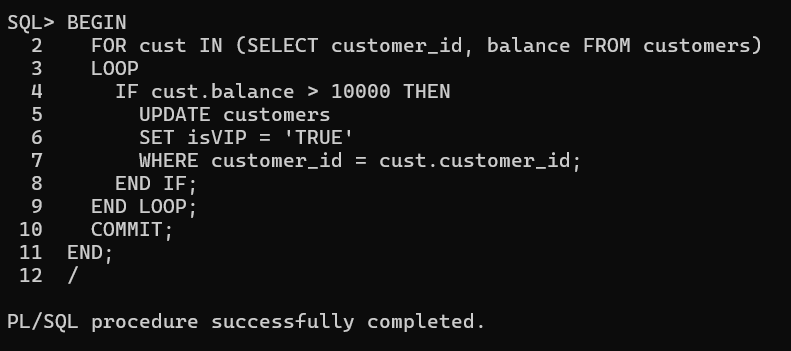 SQL> BEGIN
  2    FOR cust IN (SELECT customer_id, balance FROM customers)
  3    LOOP
  4      IF cust.balance > 10000 THEN
  5        UPDATE customers
  6        SET isVIP = 'TRUE'
  7        WHERE customer_id = cust.customer_id;
  8      END IF;
  9    END LOOP;
 10    COMMIT;
 11  END;
 12  /
PL/SQL procedure successfully completed.